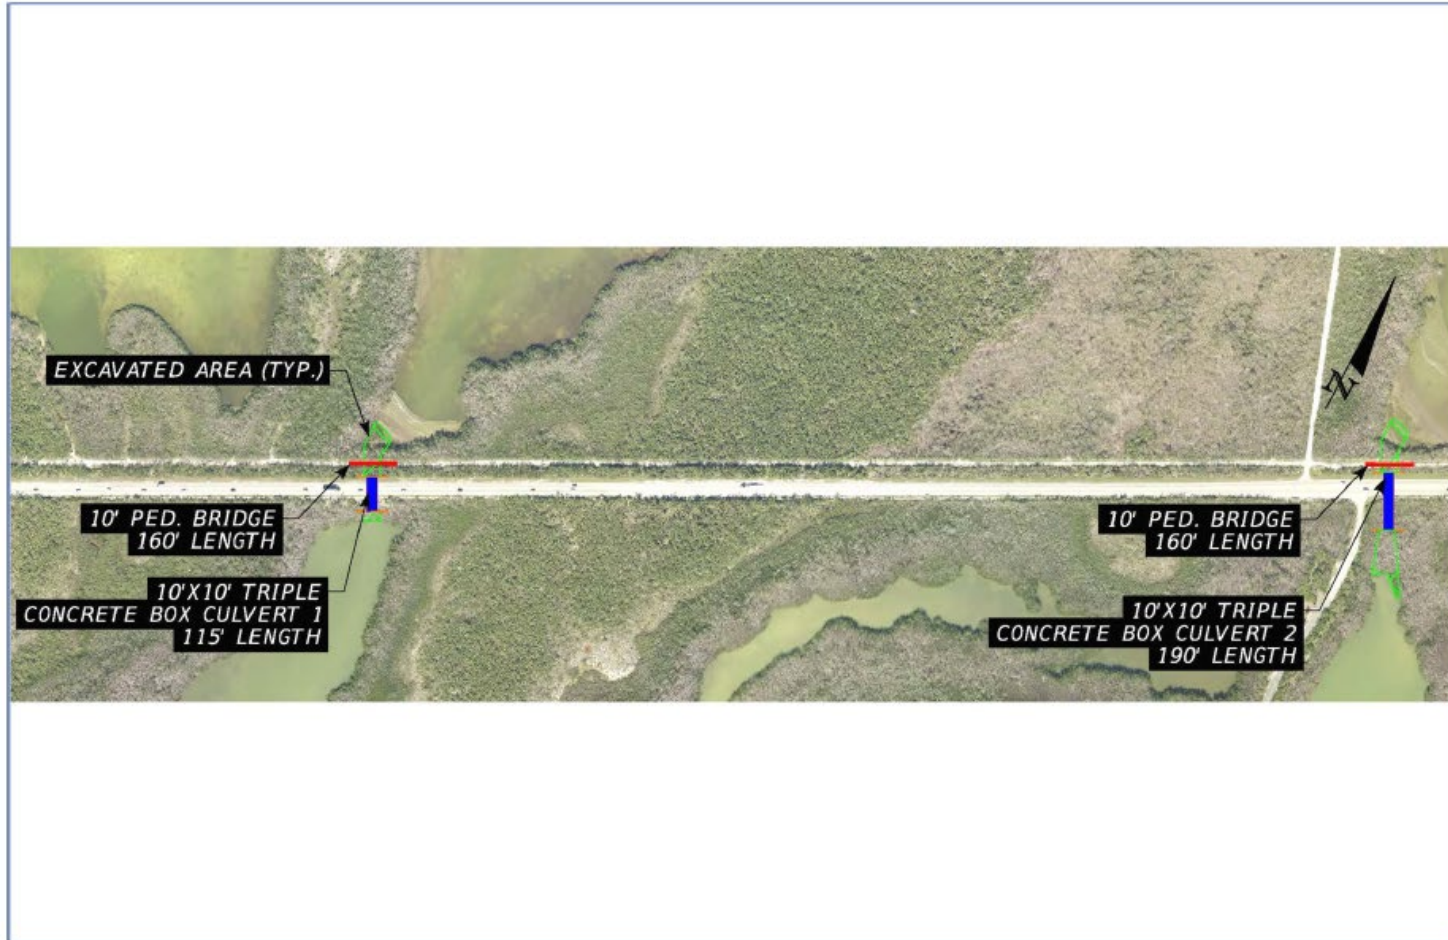 EXCAVATED AREA (TYP.)
N
10' PED. BRIDGE
160' LENGTH
10'X10' TRIPLE
CONCRETE BOX CULVERT 1
115' LENGTH
10' PED. BRIDGE
160' LENGTH
10'X10' TRIPLE
CONCRETE BOX CULVERT 2
190' LENGTH